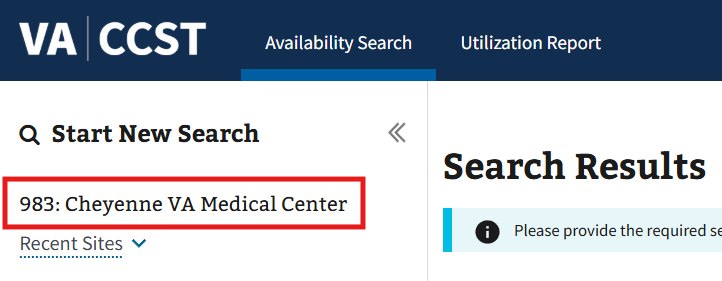 VA CCST
Availability Search
Utilization Report
Start New Search
983: Cheyenne VA Medical Center
Recent Sites
Search Results
Please provide the required